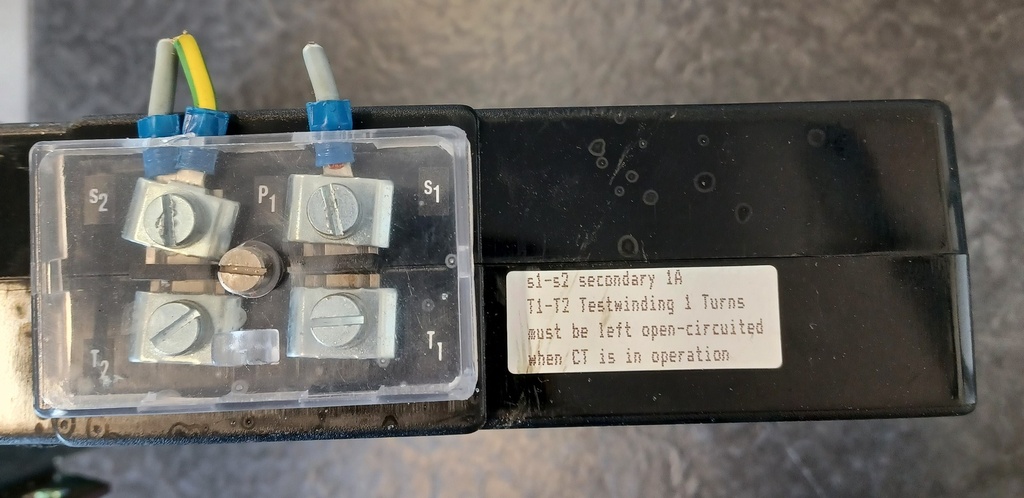 S2
P1
S1
T2
T1
s1-s2 secondary 1A
T1-T2 Testwinding 1 Turns
must be left open-circuited
when CT is in operation